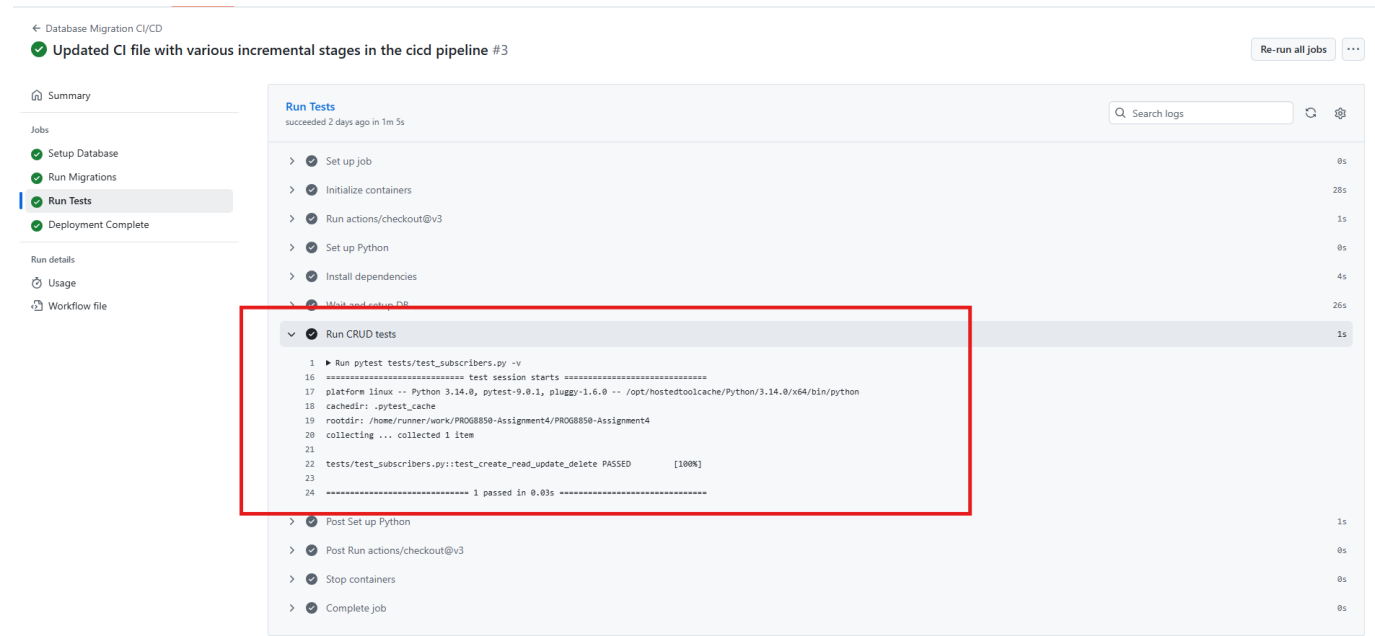 ← Database Migration CI/CD
Updated CI file with various incremental stages in the cicd pipeline #3
Re-run all jobs ...
Summary
Jobs
Setup Database
Run Migrations
Run Tests
Deployment Complete
Run details
Usage
Workflow file
Run Tests
succeeded 2 days ago in 1m 5s
Search logs
Set up job 0s
Initialize containers 28s
Run actions/checkout@v3 1s
Set up Python 0s
Install dependencies 4s
Wait and setup DB 26s
Run CRUD tests 1s
1 ▶ Run pytest tests/test_subscribers.py -v
16 ============================= test session starts ==============================
17 platform linux -- Python 3.14.0, pytest-9.0.1, pluggy-1.6.0 -- /opt/hostedtoolcache/Python/3.14.0/x64/bin/python
18 cachedir: .pytest_cache
19 rootdir: /home/runner/work/PROG8850-Assignment4/PROG8850-Assignment4
20 collecting ... collected 1 item
21
22 tests/test_subscribers.py::test_create_read_update_delete PASSED [100%]
23
24 ============================== 1 passed in 0.03s ===============================
Post Set up Python 1s
Post Run actions/checkout@v3 0s
Stop containers 0s
Complete job 0s